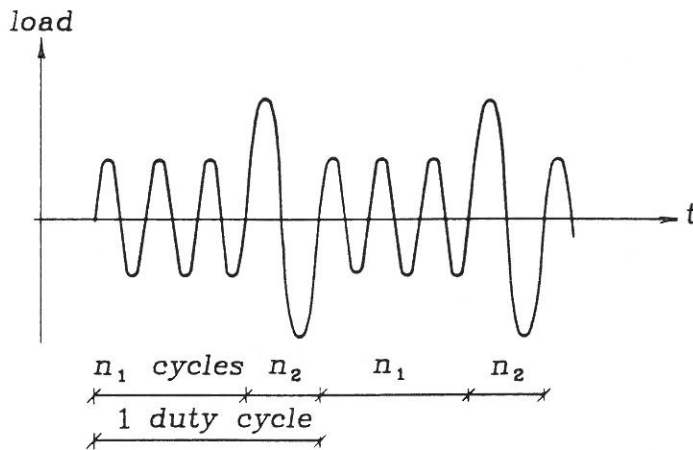 load
t
n₁ cycles n₂ n₁ n₂
1 duty cycle